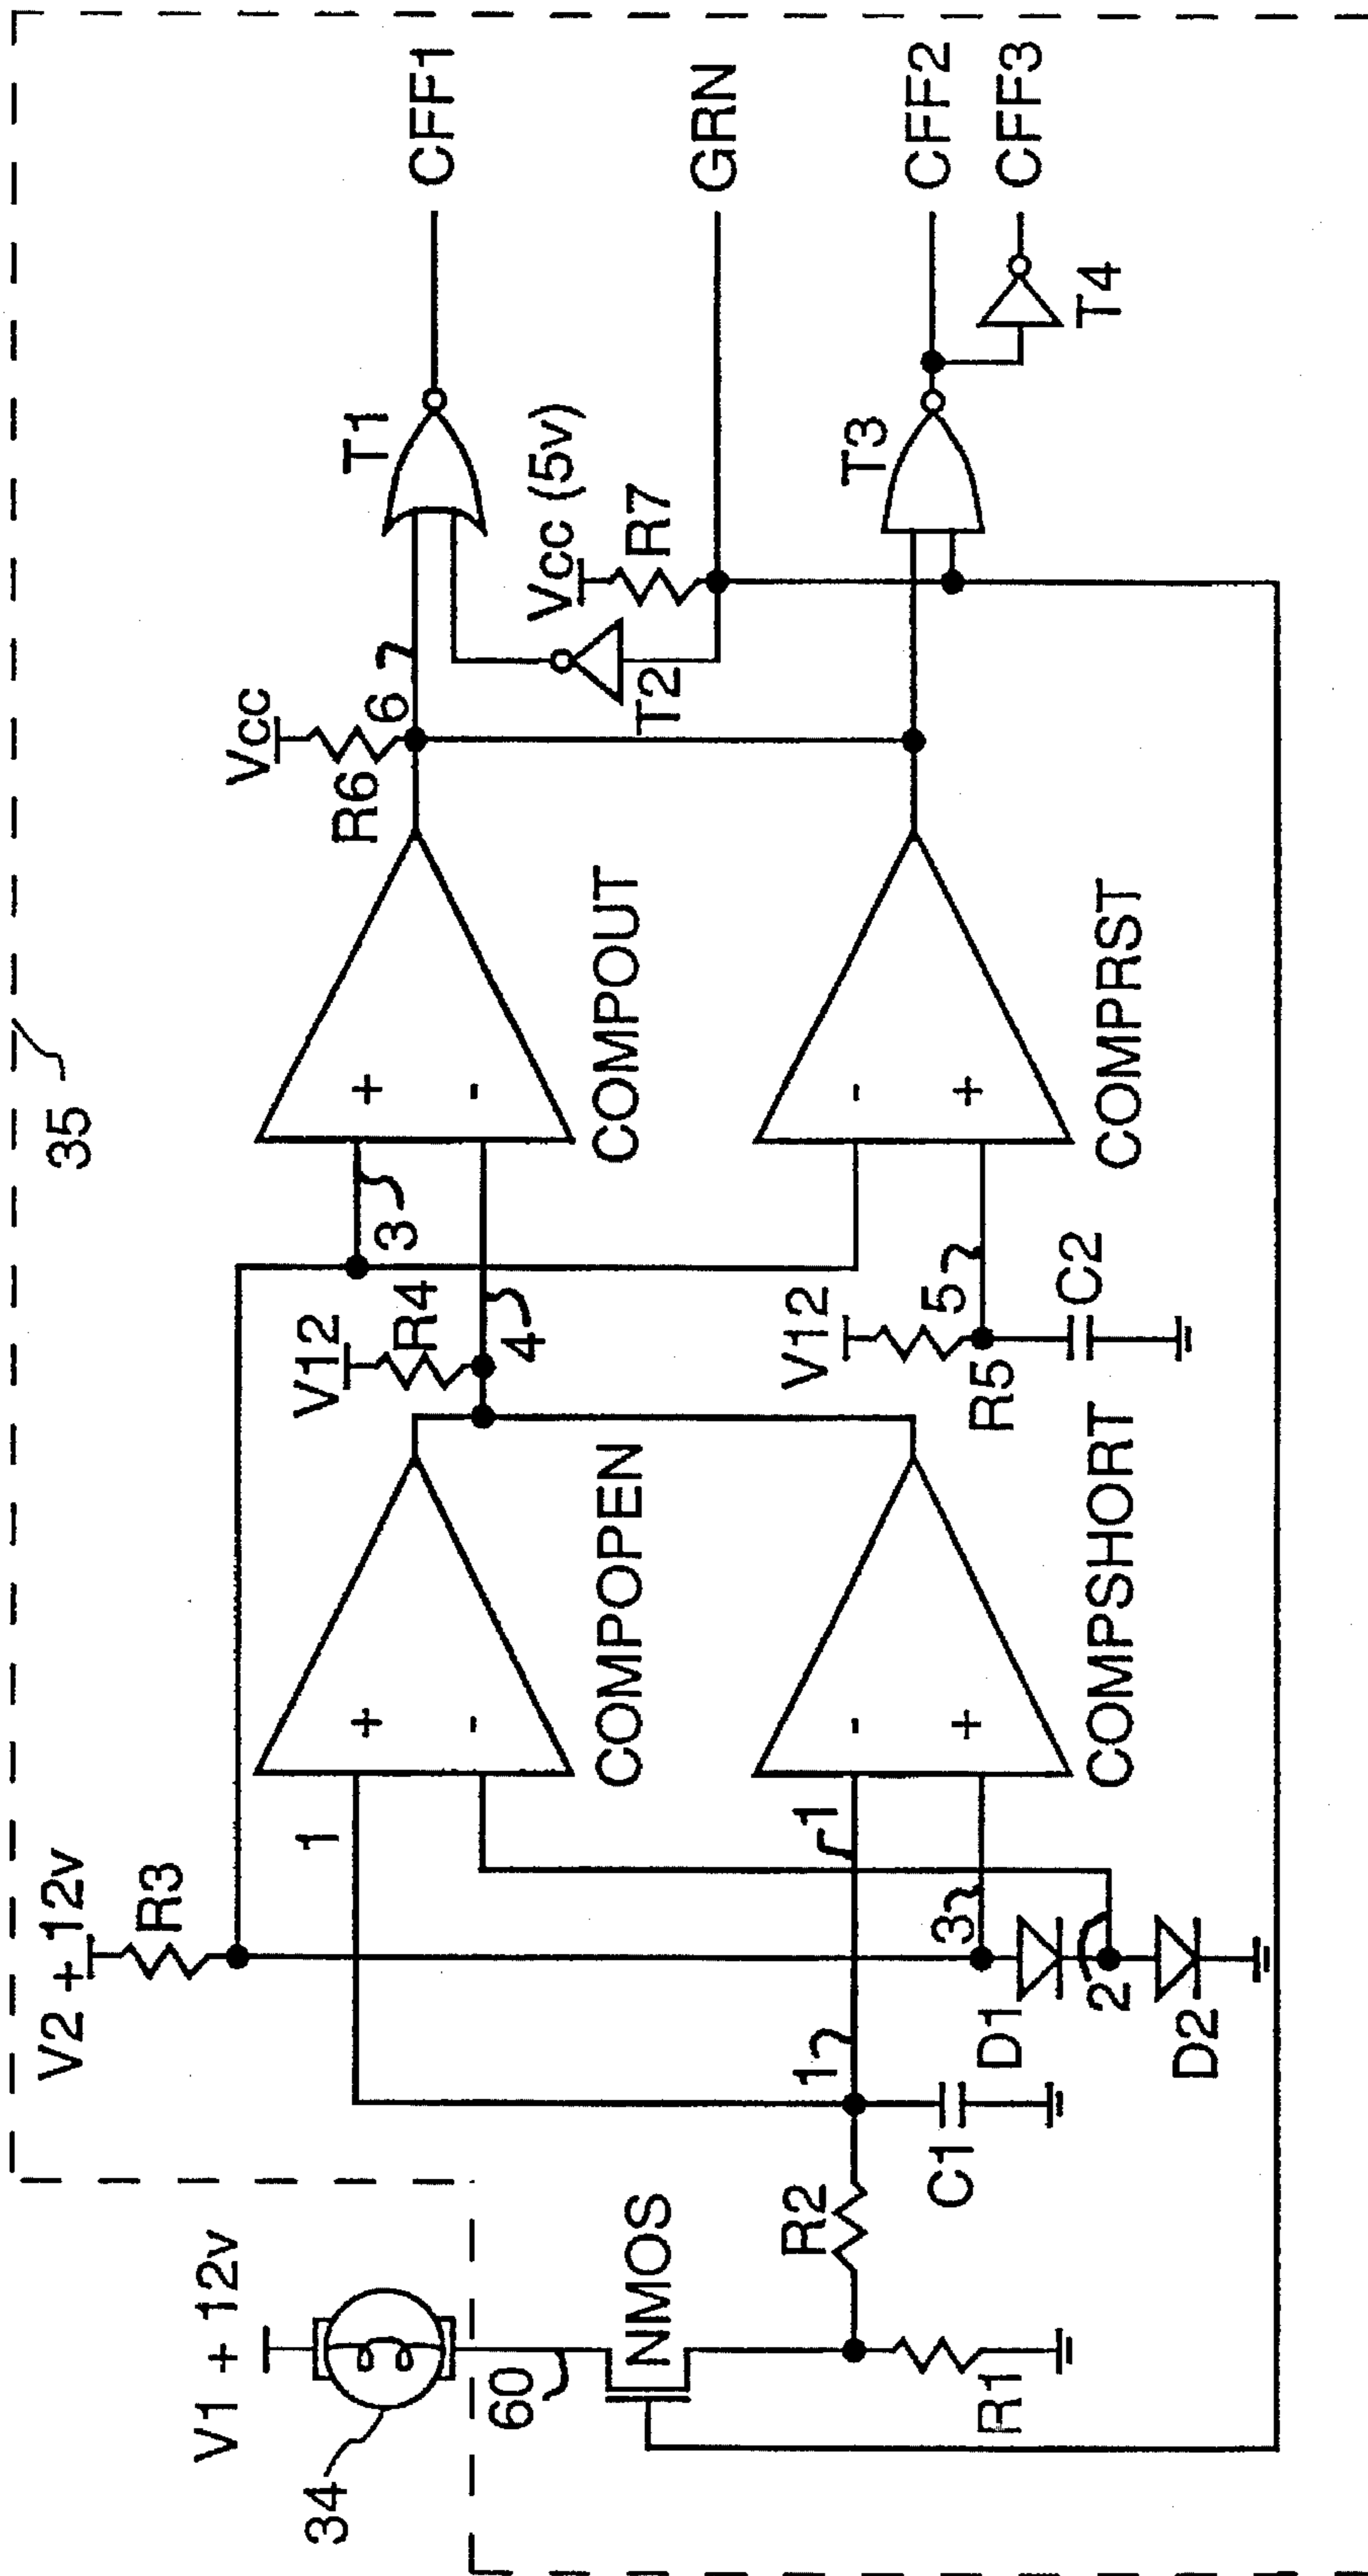 35
V1 + 12v
34
60
NMOS
R1
R2
C1
V2 + 12v
R3
1
1
1
3
D1
2
D2
COMPOPEN
COMPSHORT
V12
R4
4
3
V12
R5
5
C2
COMPOUT
COMPRST
Vcc
R6
6
T2
Vcc (5v)
R7
T1
T3
T4
CFF1
GRN
CFF2
CFF3